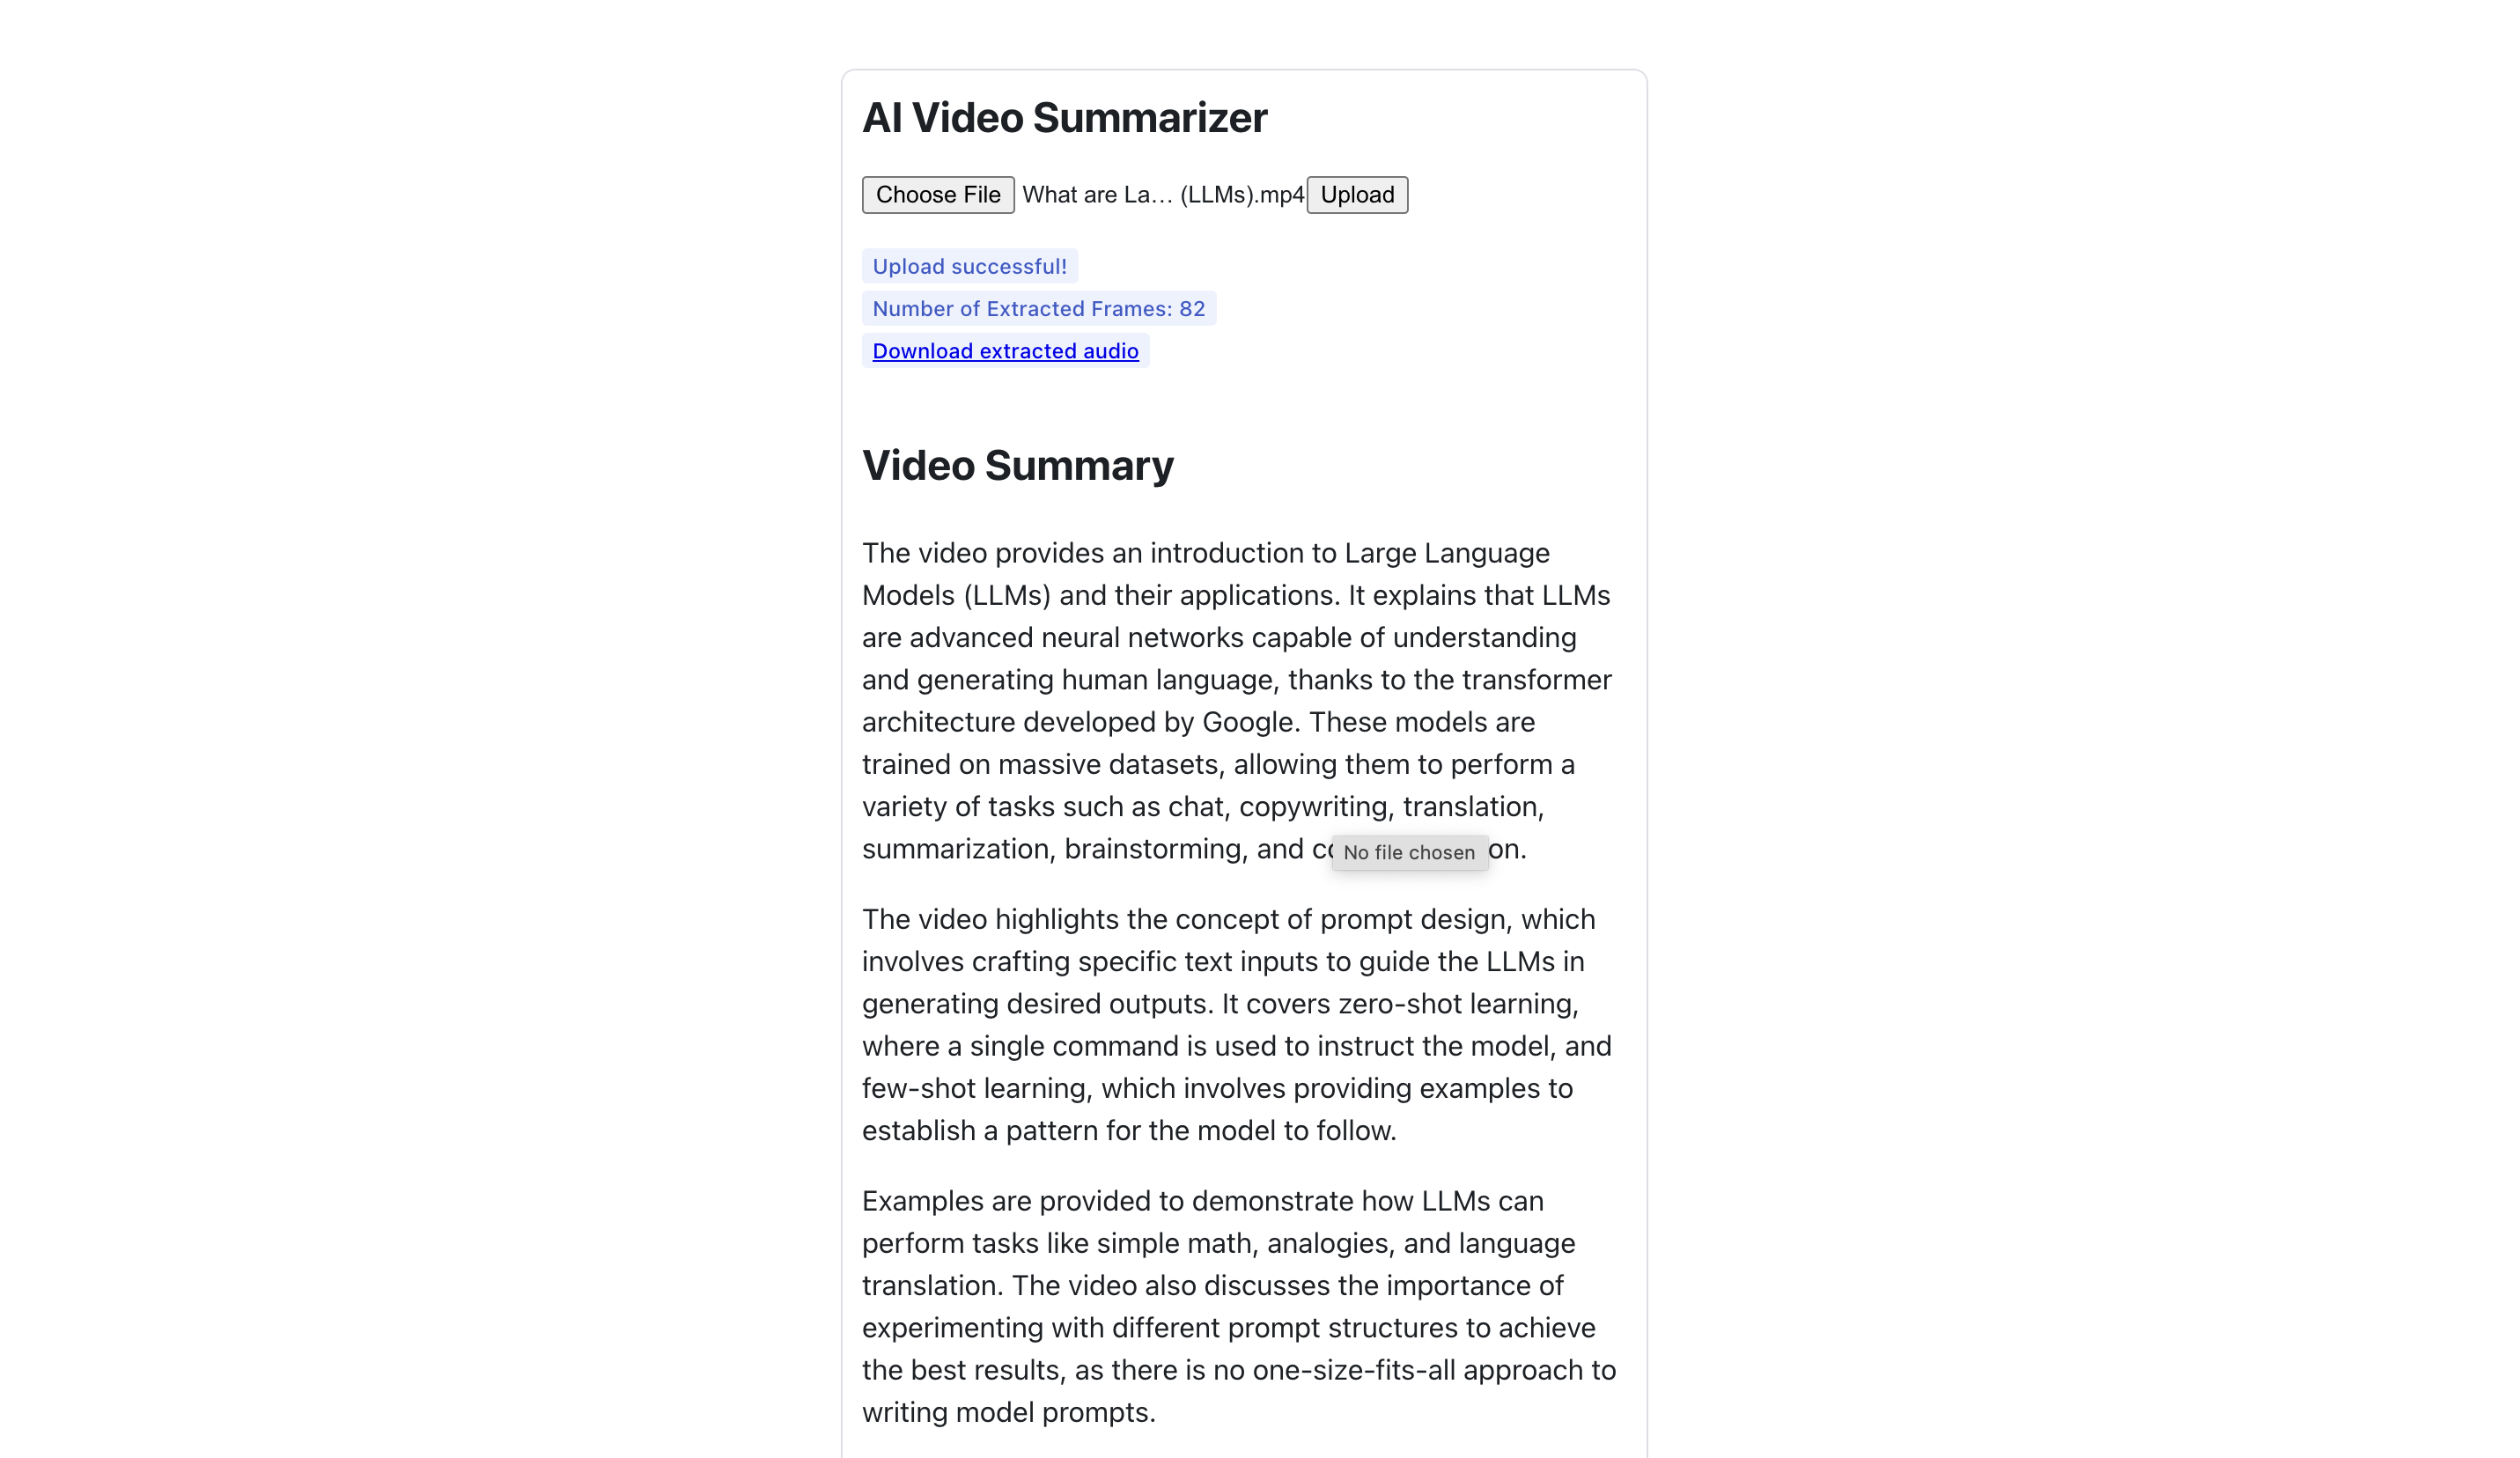 AI Video Summarizer
Choose File What are La… (LLMs).mp4 Upload
Upload successful!
Number of Extracted Frames: 82
Download extracted audio
Video Summary
The video provides an introduction to Large Language
Models (LLMs) and their applications. It explains that LLMs
are advanced neural networks capable of understanding
and generating human language, thanks to the transformer
architecture developed by Google. These models are
trained on massive datasets, allowing them to perform a
variety of tasks such as chat, copywriting, translation,
summarization, brainstorming, and
No file chosen
The video highlights the concept of prompt design, which
involves crafting specific text inputs to guide the LLMs in
generating desired outputs. It covers zero-shot learning,
where a single command is used to instruct the model, and
few-shot learning, which involves providing examples to
establish a pattern for the model to follow.
Examples are provided to demonstrate how LLMs can
perform tasks like simple math, analogies, and language
translation. The video also discusses the importance of
experimenting with different prompt structures to achieve
the best results, as there is no one-size-fits-all approach to
writing model prompts.